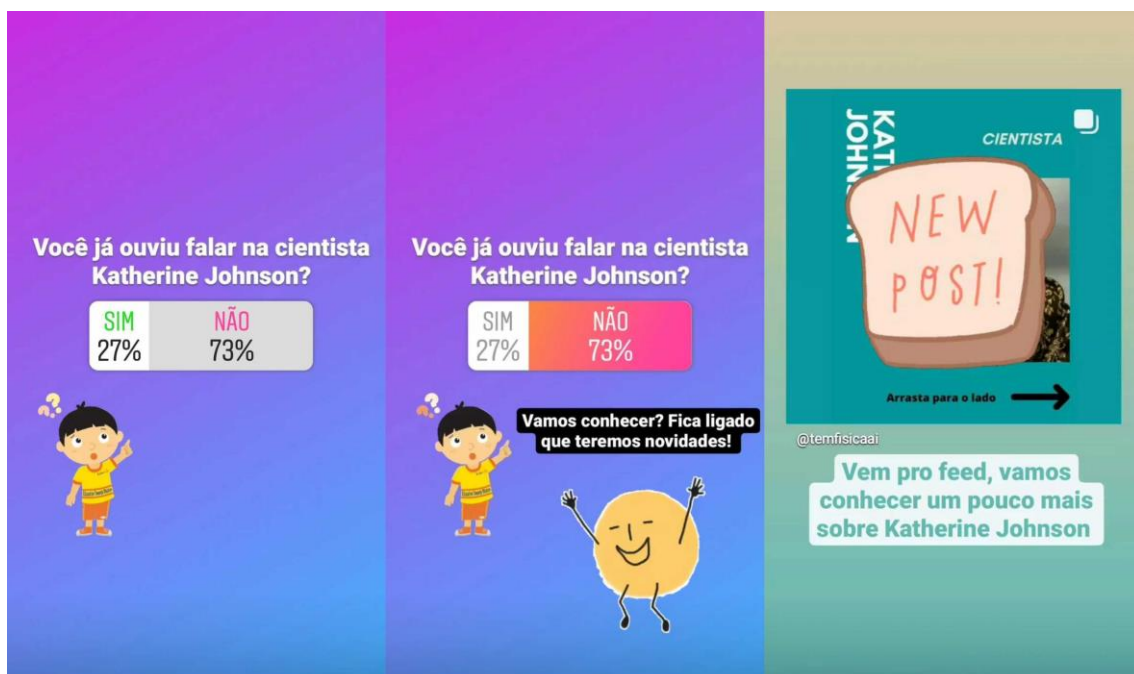 Você já ouviu falar na cientista
Katherine Johnson?
SIM
27%
NÃO
73%
Você já ouviu falar na cientista
Katherine Johnson?
SIM
27%
NÃO
73%
Vamos conhecer? Fica ligado
que teremos novidades!
CIENTISTA
NEW
POST!
Arrasta para o lado
@temfisicaai
Vem pro feed, vamos
conhecer um pouco mais
sobre Katherine Johnson